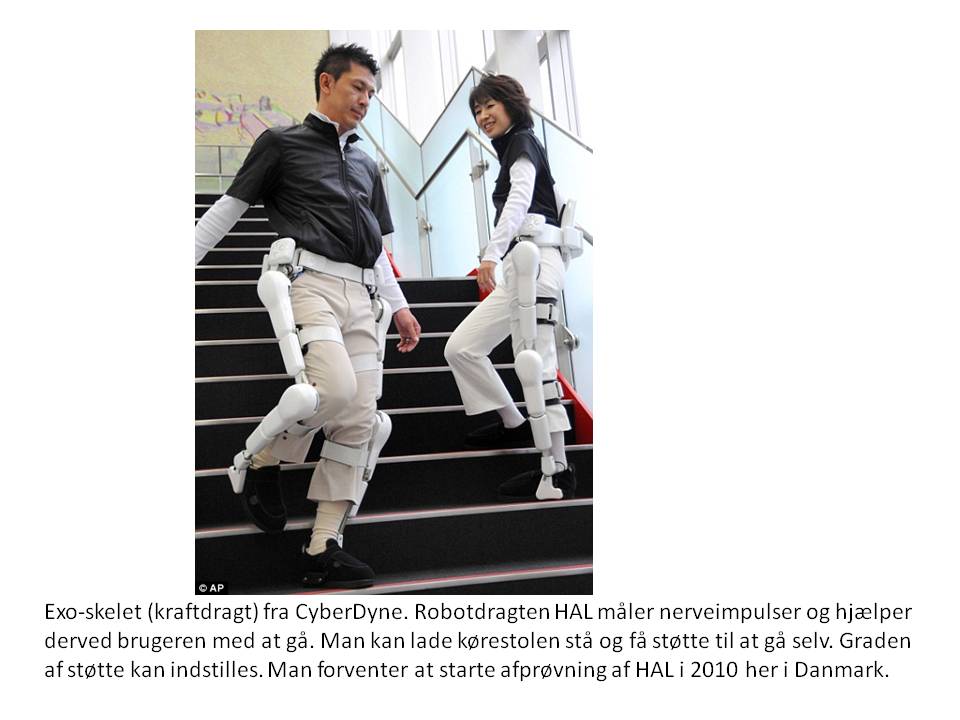 © AP
Exo-skelet (kraftdragt) fra CyberDyne. Robotdragten HAL måler nerveimpulser og hjælper
derved brugeren med at gå. Man kan lade kørestolen stå og få støtte til at gå selv. Graden
af støtte kan indstilles. Man forventer at starte afprøvning af HAL i 2010 her i Danmark.